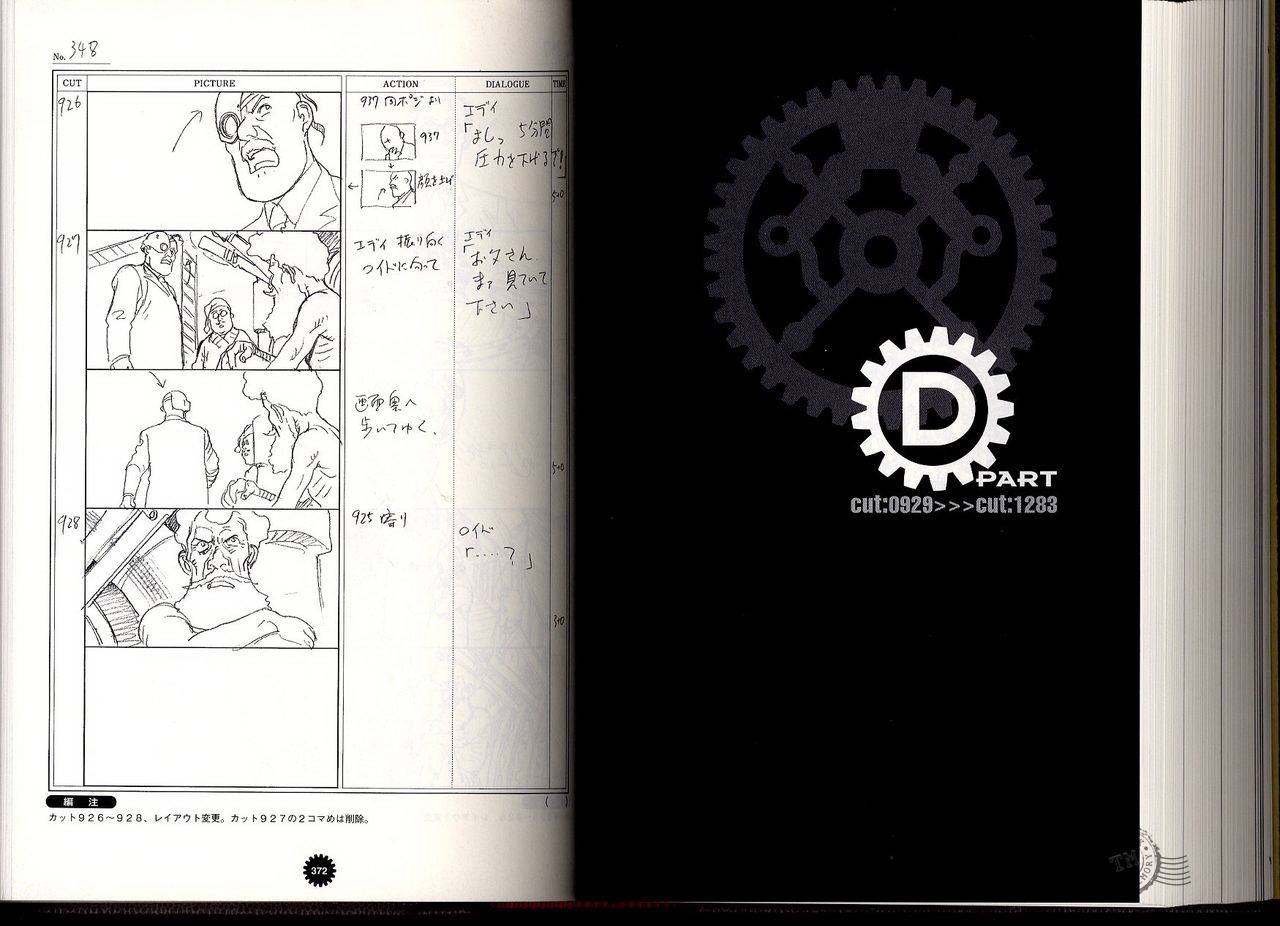 No. 348
CUT PICTURE ACTION DIALOGUE TIME
926
937 同ポジより
937
顔を上げ
エディ
「よしっ 5分間
圧力を下げるぞ!」
5+0
927
エディ 振り向く
ロイドに向って
エディ
「お父さん
まァ 見ていて
下さい」
画面奥へ
歩いてゆく。
5+0
928
925 寄り
ロイド
「……?」
3+0
( )
編 注
カット926〜928、レイアウト変更。カット927の2コマめは削除。
372
D
PART
cut:0929>>>cut:1283